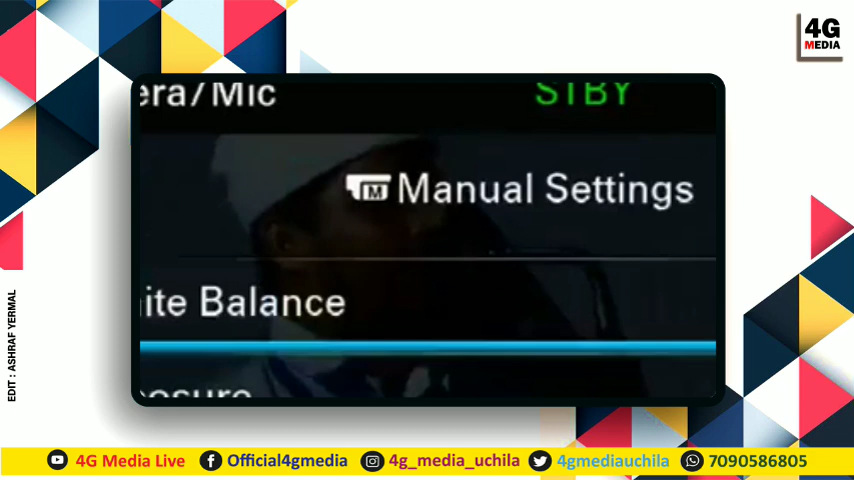 4G
MEDIA
era/Mic
STBY
Manual Settings
ite Balance
osure
EDIT : ASHRAF YERMAL
4G Media Live Official4gmedia 4g_media_uchila 4gmediauchila 7090586805